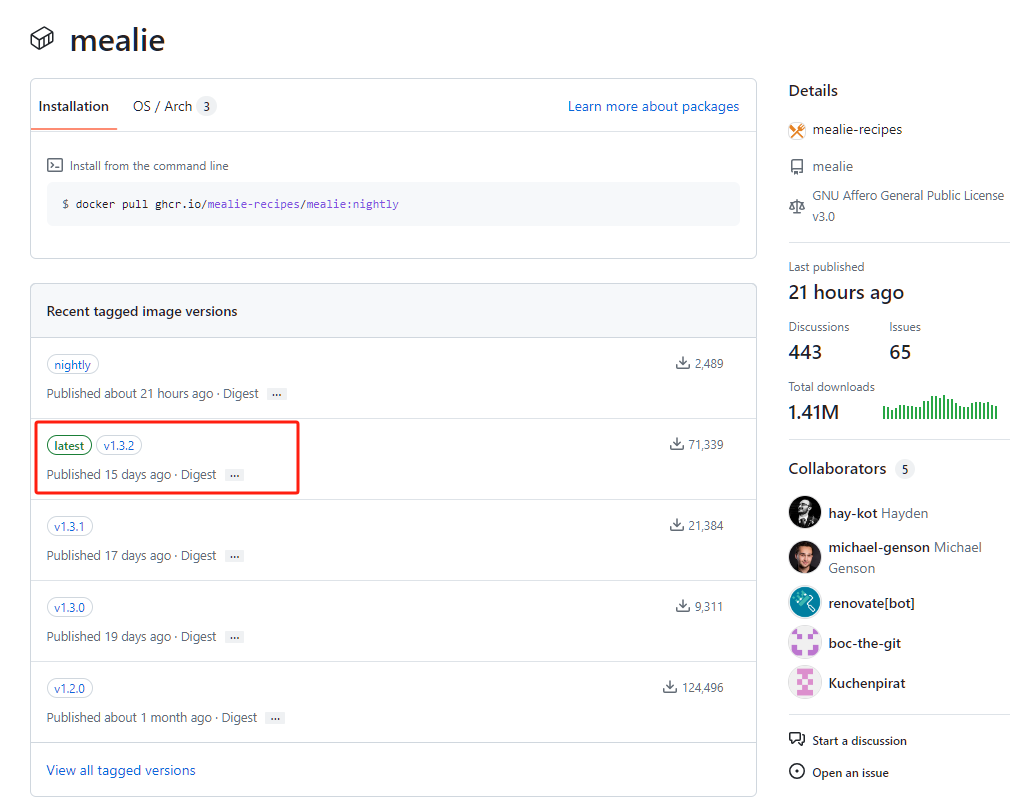 mealie
Installation
OS / Arch 3
Learn more about packages
Install from the command line
$ docker pull ghcr.io/mealie-recipes/mealie:nightly
Recent tagged image versions
nightly
2,489
Published about 21 hours ago · Digest ...
latest v1.3.2
71,339
Published 15 days ago · Digest ...
v1.3.1
21,384
Published 17 days ago · Digest ...
v1.3.0
9,311
Published 19 days ago · Digest ...
v1.2.0
124,496
Published about 1 month ago · Digest ...
View all tagged versions
Details
mealie-recipes
mealie
GNU Affero General Public License
v3.0
Last published
21 hours ago
Discussions Issues
443 65
Total downloads
1.41M
Collaborators 5
hay-kot Hayden
michael-genson Michael
Genson
renovate[bot]
boc-the-git
Kuchenpirat
Start a discussion
Open an issue